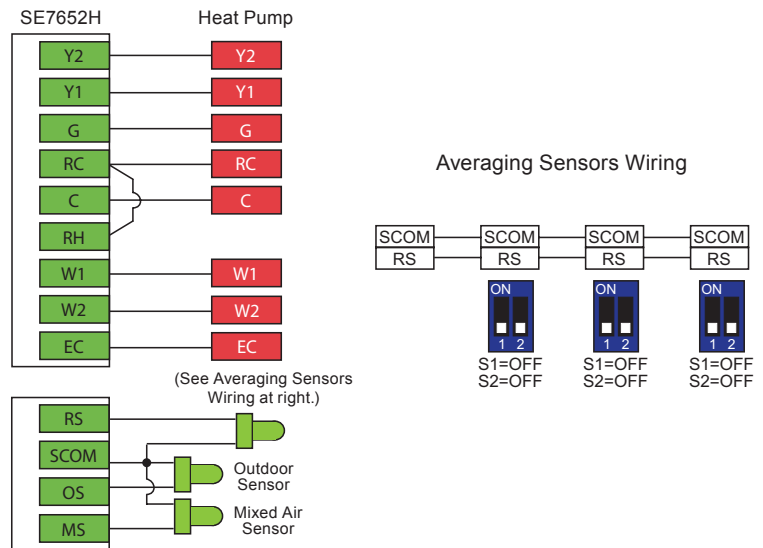 SE7652H Heat Pump
Y2 Y2
Y1 Y1
G G
RC RC
C C
RH
W1 W1
W2 W2
EC EC
(See Averaging Sensors
Wiring at right.)
RS
SCOM
OS
MS
Outdoor
Sensor
Mixed Air
Sensor
Averaging Sensors Wiring
SCOM SCOM SCOM SCOM
RS RS RS RS
ON ON ON
1 2 1 2 1 2
S1=OFF S1=OFF S1=OFF
S2=OFF S2=OFF S2=OFF